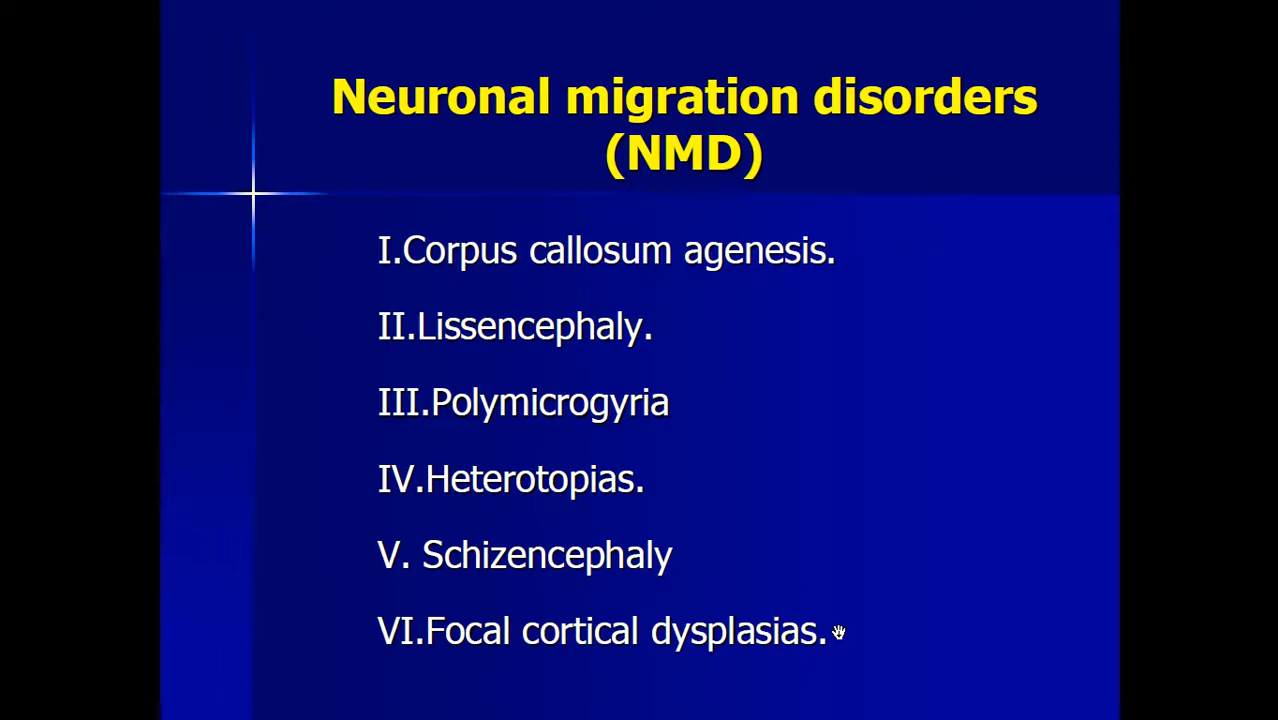 Neuronal migration disorders
(NMD)
I.Corpus callosum agenesis.
II.Lissencephaly.
III.Polymicrogyria
IV.Heterotopias.
V. Schizencephaly
VI.Focal cortical dysplasias.